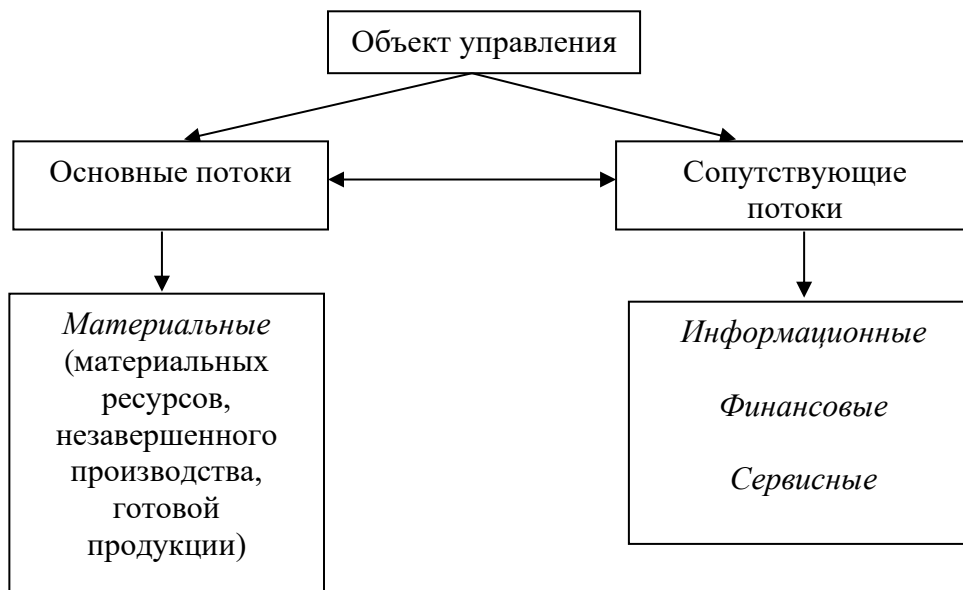 Объект управления
Основные потоки
Сопутствующие
потоки
Материальные
(материальных
ресурсов,
незавершенного
производства,
готовой
продукции)
Информационные
Финансовые
Сервисные